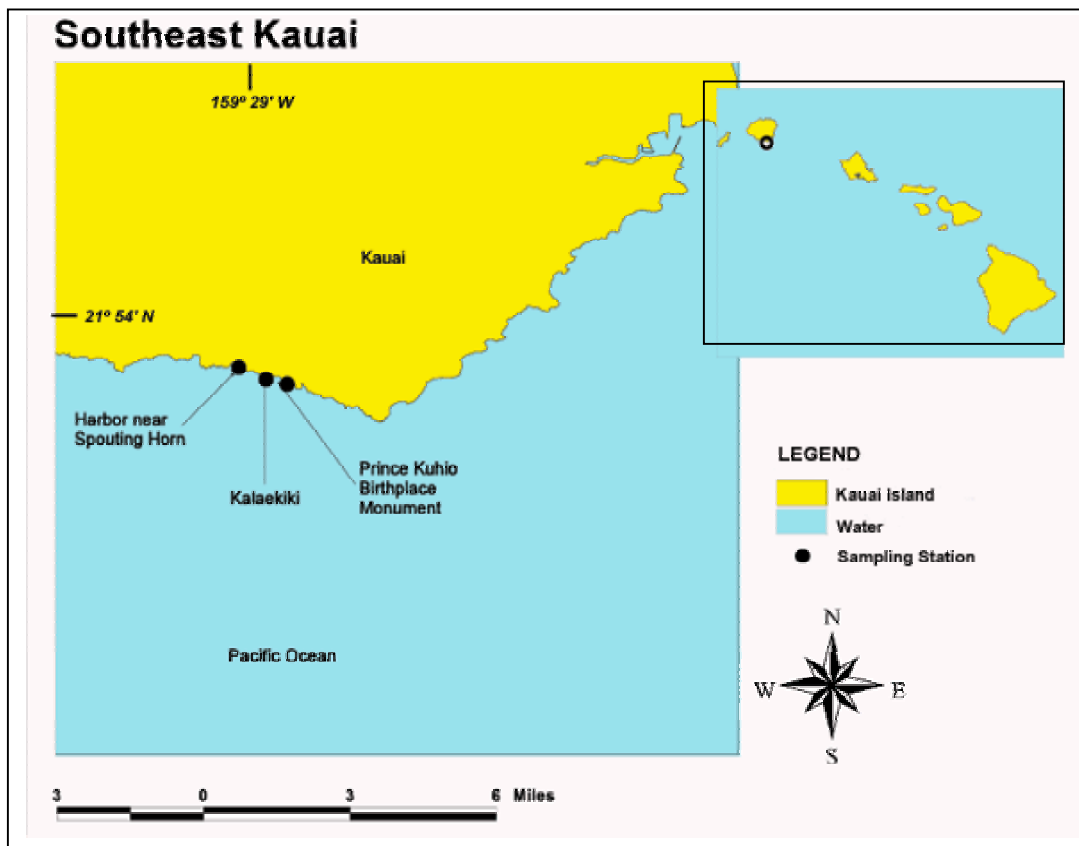 Southeast Kauai
159º 29' W
Kauai
21º 54' N
Harbor near
Spouting Horn
Kalaekiki
Prince Kuhio
Birthplace
Monument
Pacific Ocean
LEGEND
Kauai Island
Water
Sampling Station
N
W
E
S
3 0 3 6 Miles